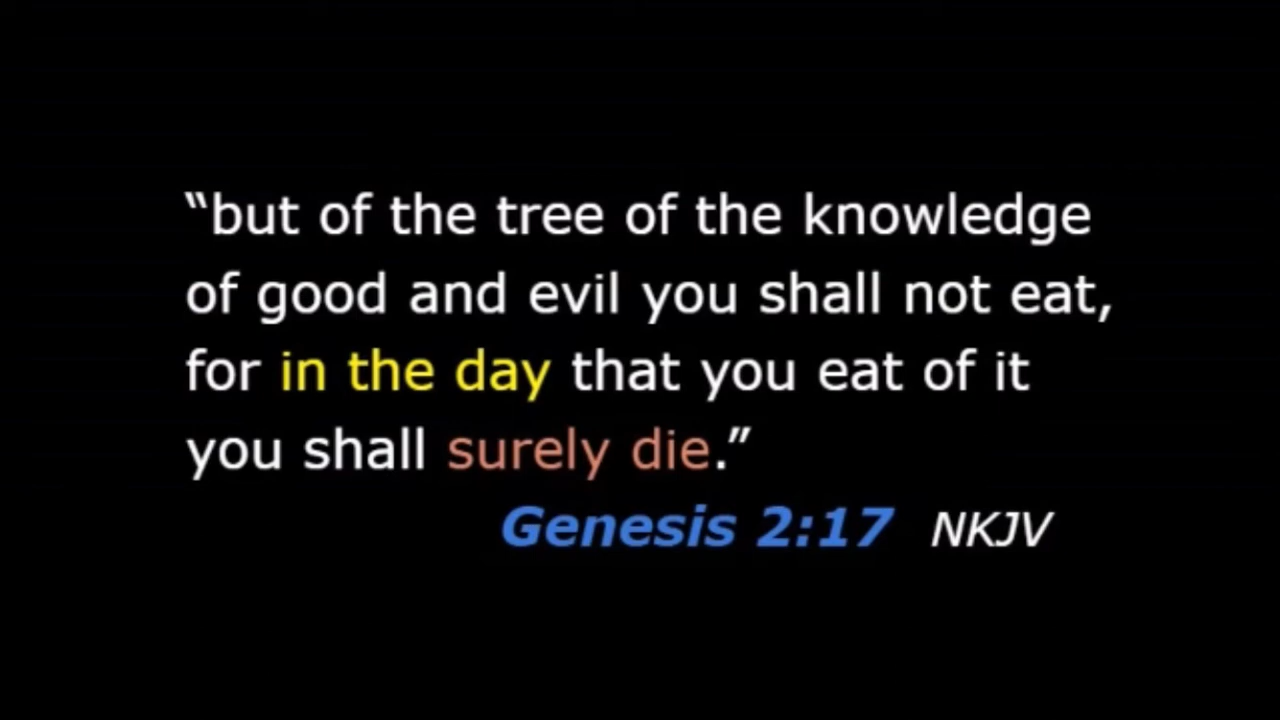 “but of the tree of the knowledge
of good and evil you shall not eat,
for in the day that you eat of it
you shall surely die.”
Genesis 2:17 NKJV